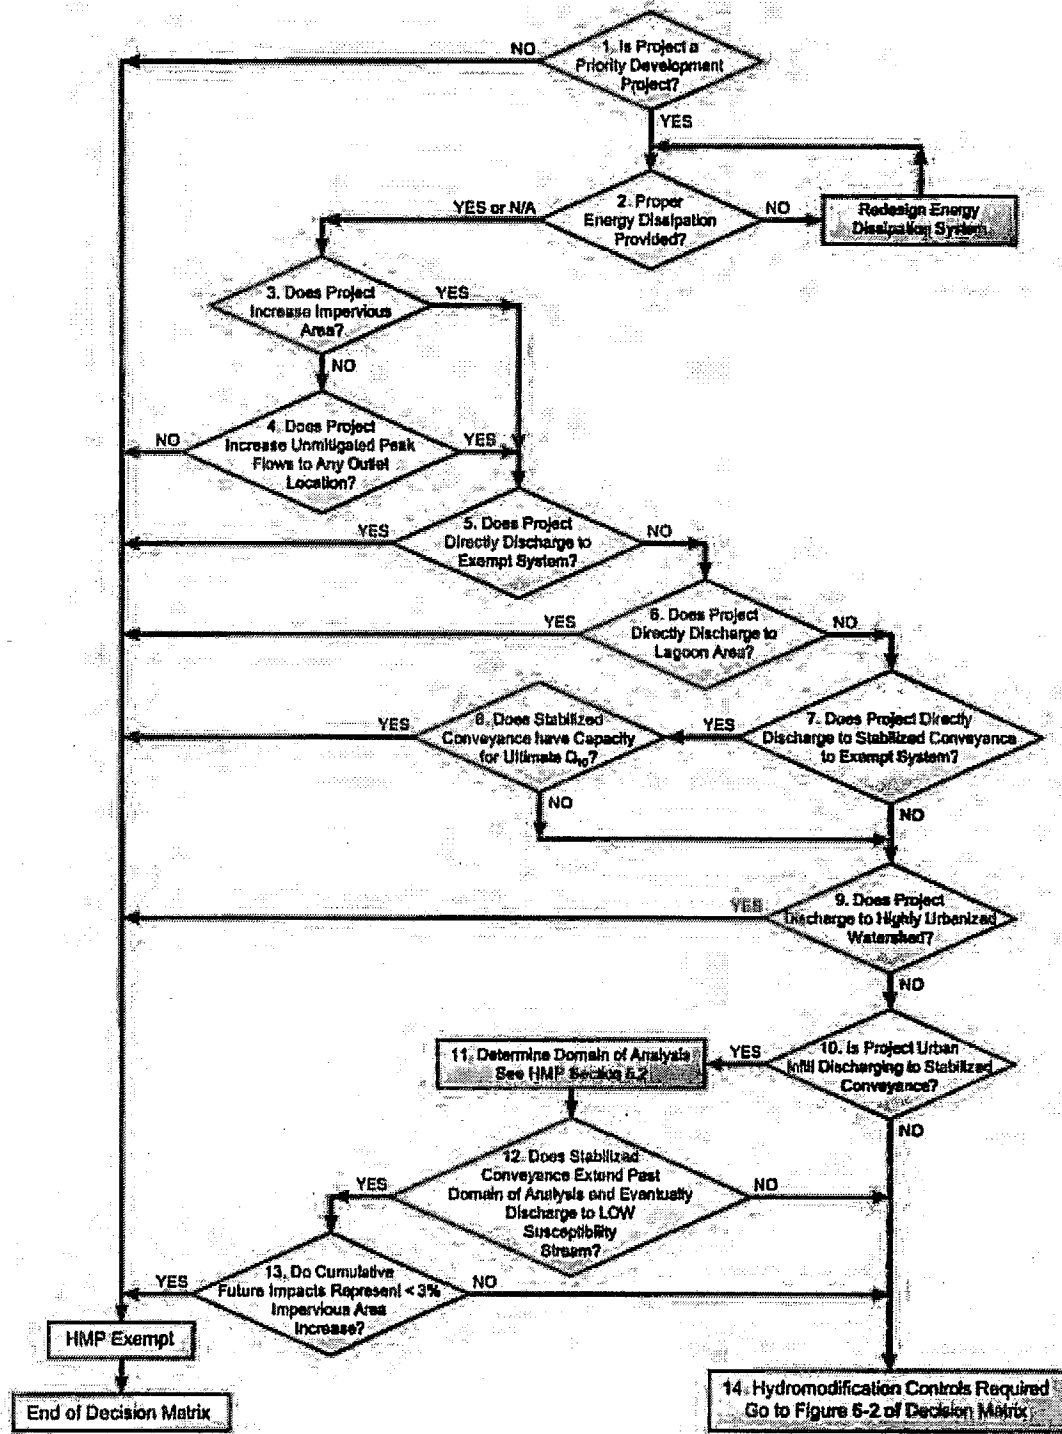 NO
1. Is Project a
Priority Development
Project?
YES
YES or N/A
2. Proper
Energy Dissipation
Provided?
NO
Redesign Energy
Dissipation System
3. Does Project
Increase Impervious
Area?
YES
NO
NO
4. Does Project
Increase Unmitigated Peak
Flows to Any Outlet
Location?
YES
YES
5. Does Project
Directly Discharge to
Exempt System?
NO
YES
6. Does Project
Directly Discharge to
Lagoon Area?
NO
YES
8. Does Stabilized
Conveyance have Capacity
for Ultimate Q10?
YES
7. Does Project Directly
Discharge to Stabilized Conveyance
to Exempt System?
NO
NO
YES
9. Does Project
Discharge to Highly Urbanized
Watershed?
NO
11. Determine Domain of Analysis
See HMP Section 5.2
YES
10. Is Project Urban
Infill Discharging to Stabilized
Conveyance?
NO
YES
12. Does Stabilized
Conveyance Extend Past
Domain of Analysis and Eventually
Discharge to LOW
Susceptibility
Stream?
NO
YES
13. Do Cumulative
Future Impacts Represent < 3%
Impervious Area
Increase?
NO
HMP Exempt
End of Decision Matrix
14. Hydromodification Controls Required
Go to Figure 6-2 of Decision Matrix